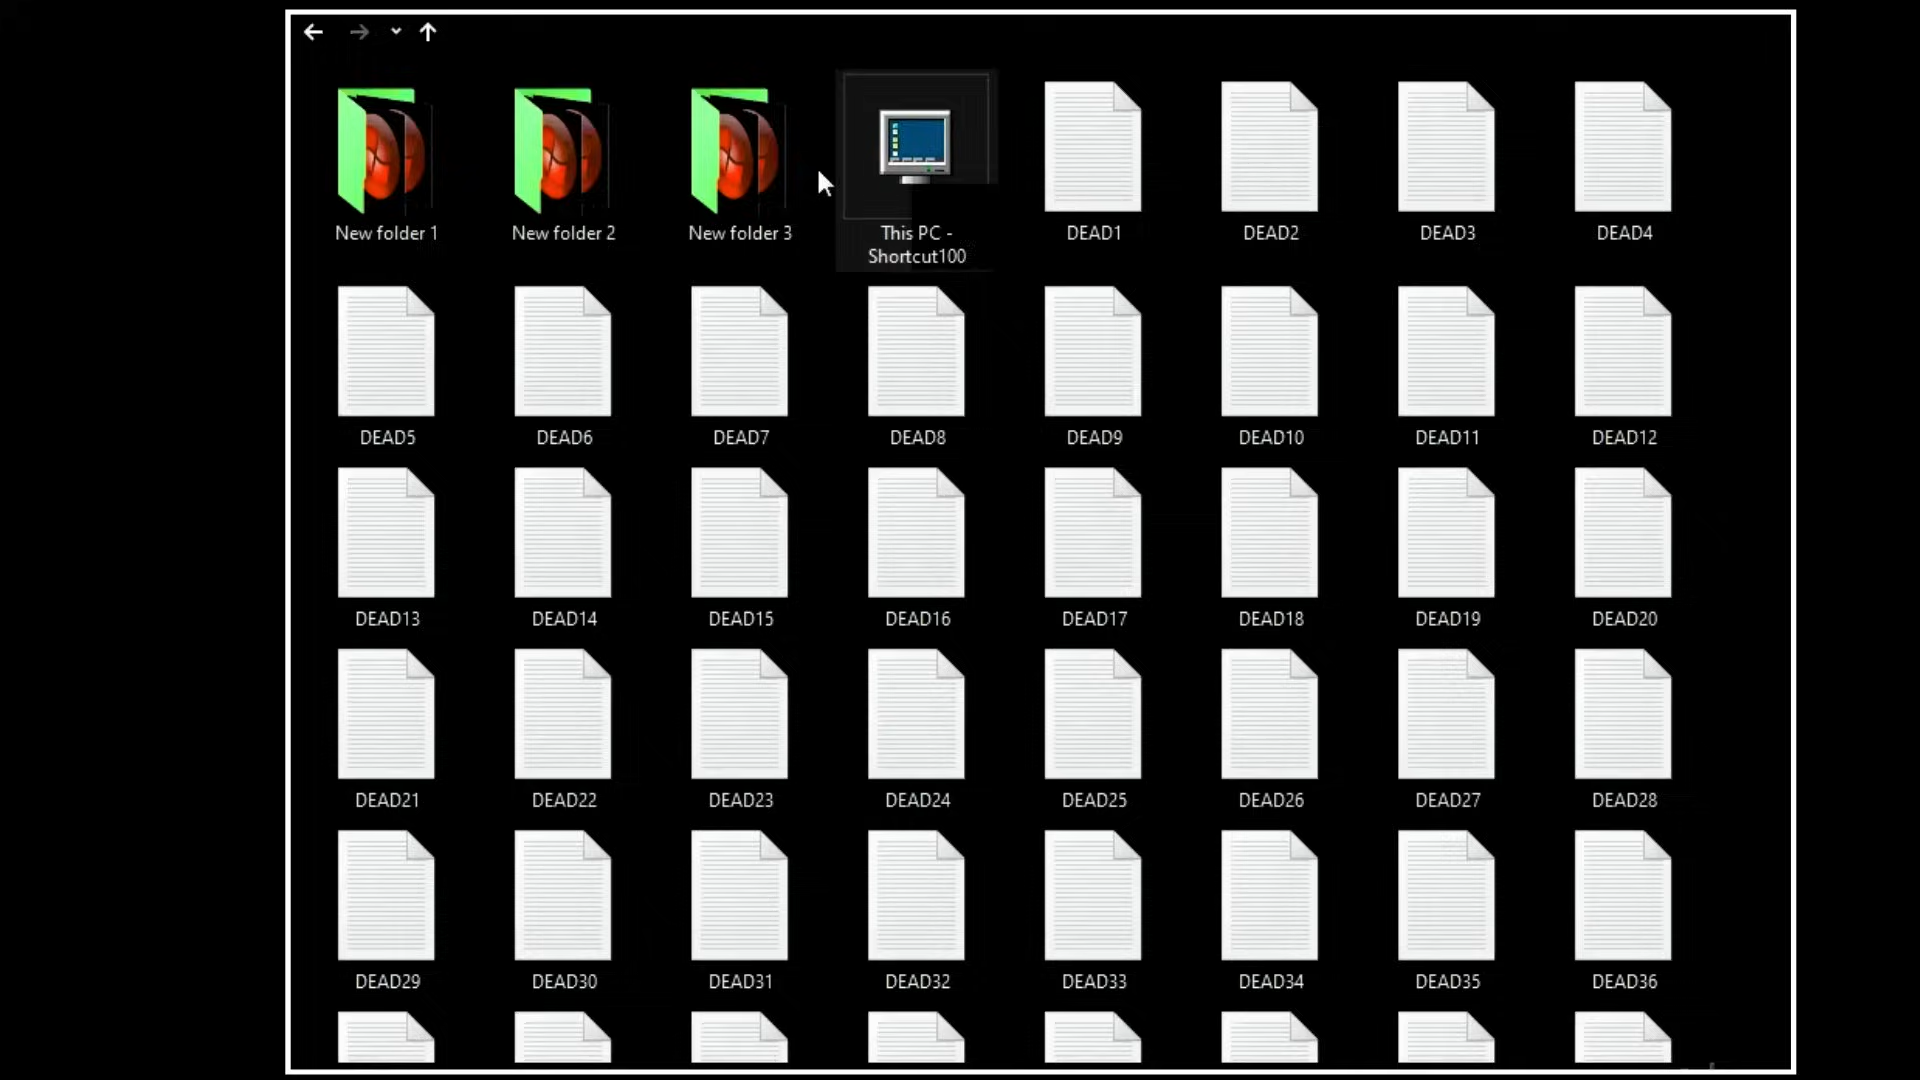 New folder 1
New folder 2
New folder 3
This PC -
Shortcut100
DEAD1
DEAD2
DEAD3
DEAD4
DEAD5
DEAD6
DEAD7
DEAD8
DEAD9
DEAD10
DEAD11
DEAD12
DEAD13
DEAD14
DEAD15
DEAD16
DEAD17
DEAD18
DEAD19
DEAD20
DEAD21
DEAD22
DEAD23
DEAD24
DEAD25
DEAD26
DEAD27
DEAD28
DEAD29
DEAD30
DEAD31
DEAD32
DEAD33
DEAD34
DEAD35
DEAD36